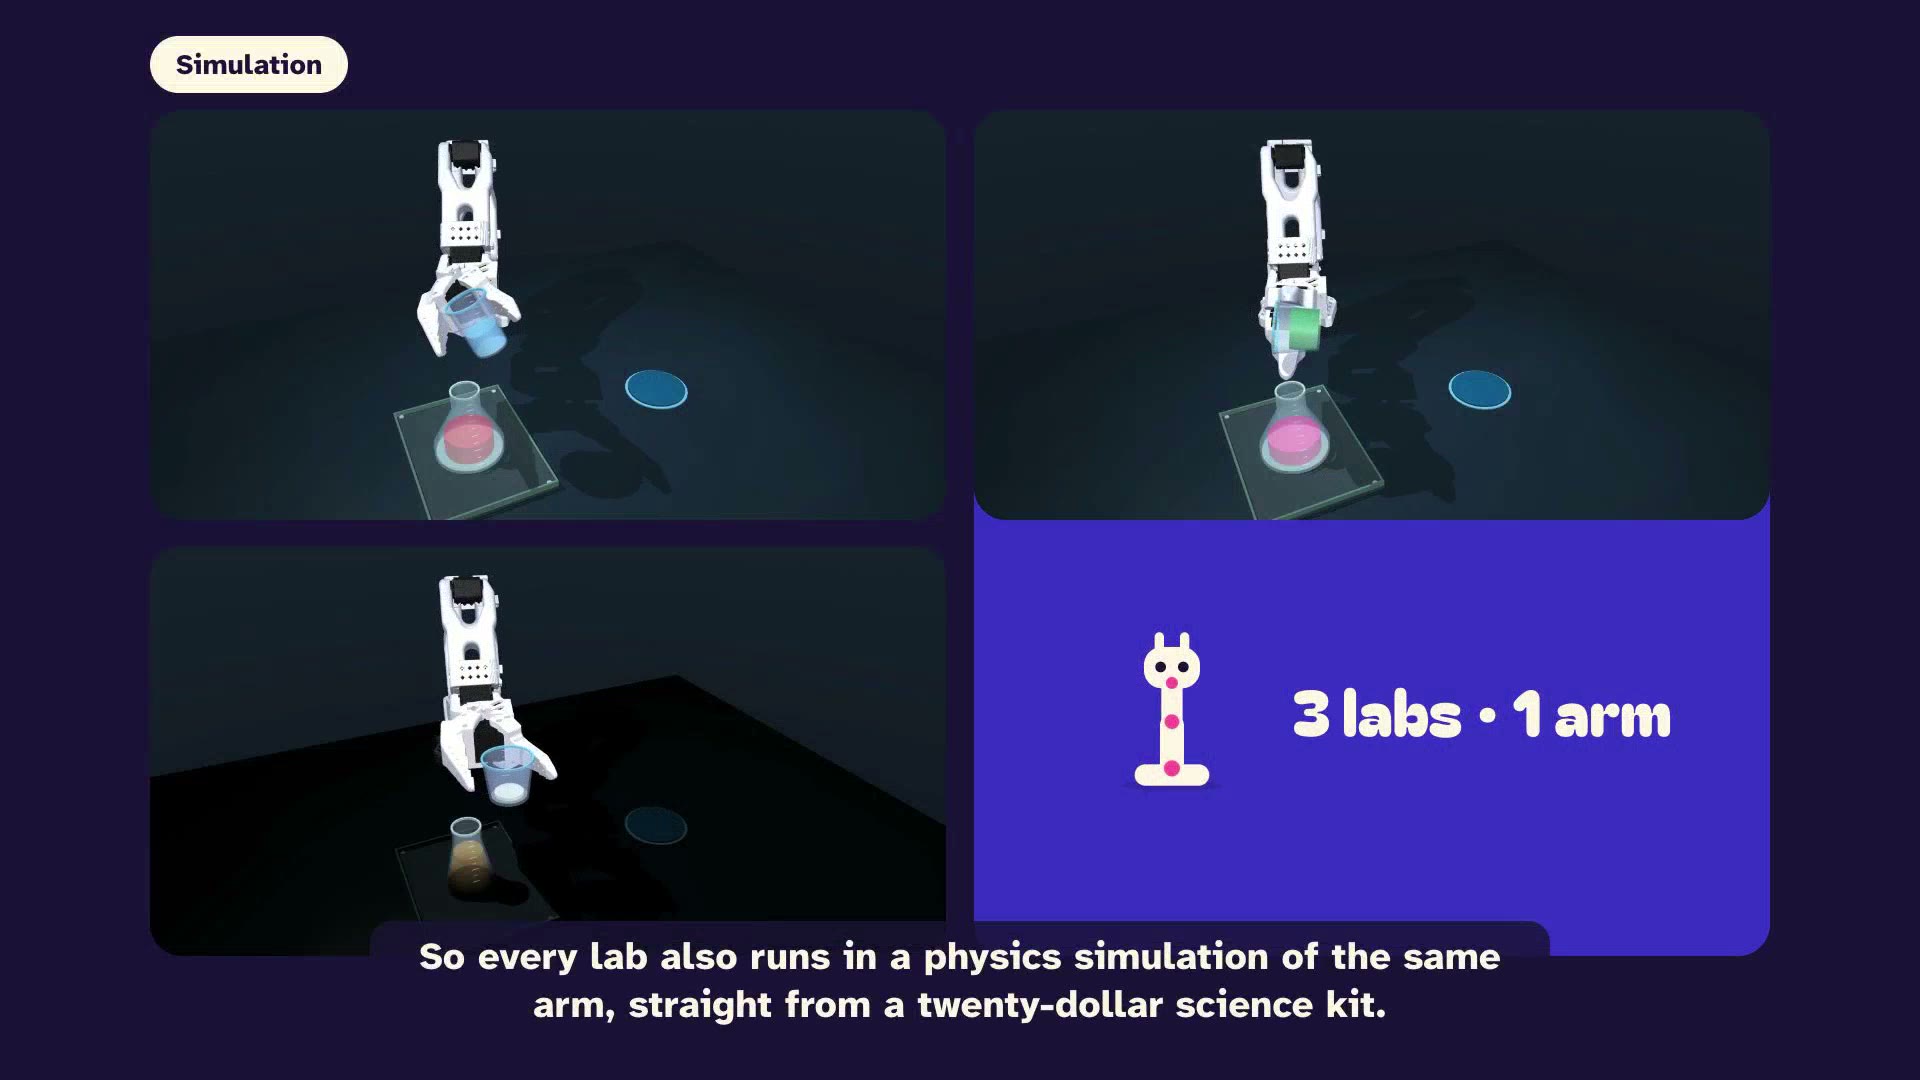 Simulation
3 labs · 1 arm
So every lab also runs in a physics simulation of the same
arm, straight from a twenty-dollar science kit.